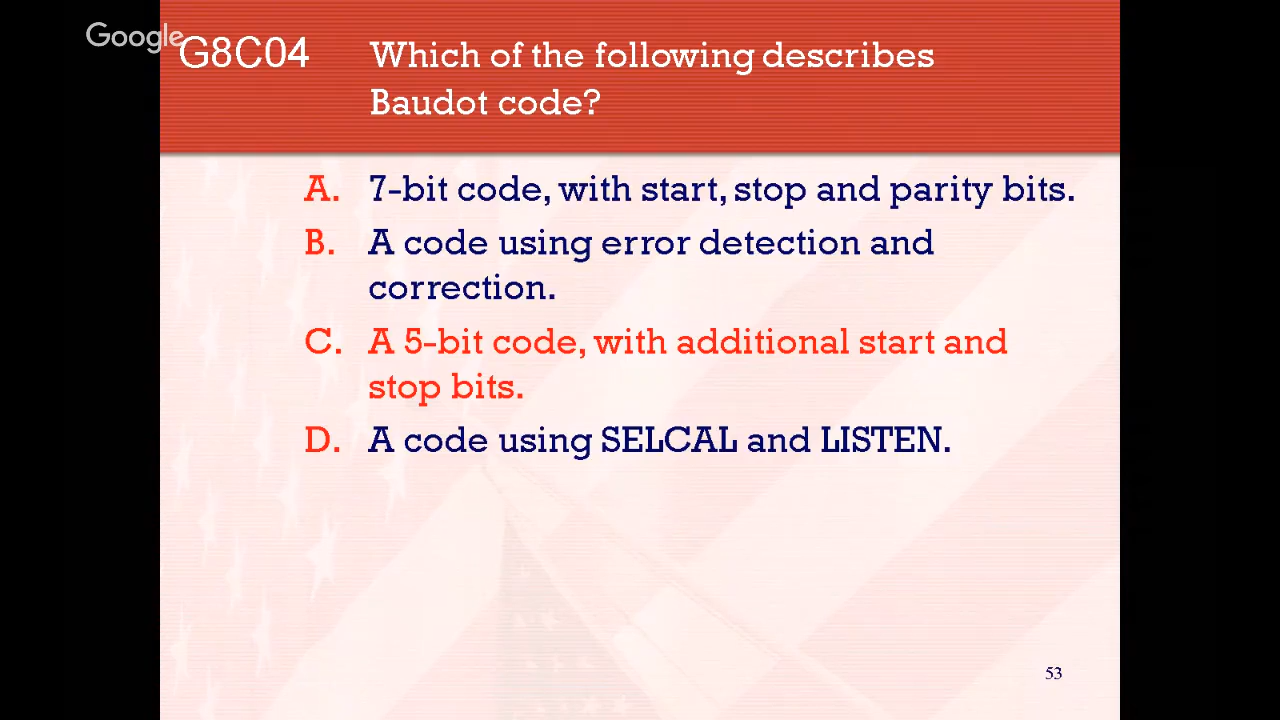 Google
G8C04 Which of the following describes
Baudot code?
A. 7-bit code, with start, stop and parity bits.
B. A code using error detection and
correction.
C. A 5-bit code, with additional start and
stop bits.
D. A code using SELCAL and LISTEN.
53